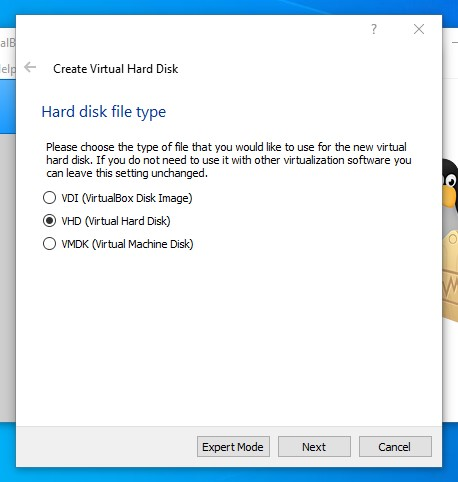 ?
Create Virtual Hard Disk
Hard disk file type
Please choose the type of file that you would like to use for the new virtual
hard disk. If you do not need to use it with other virtualization software you
can leave this setting unchanged.
VDI (VirtualBox Disk Image)
VHD (Virtual Hard Disk)
VMDK (Virtual Machine Disk)
Expert Mode Next Cancel